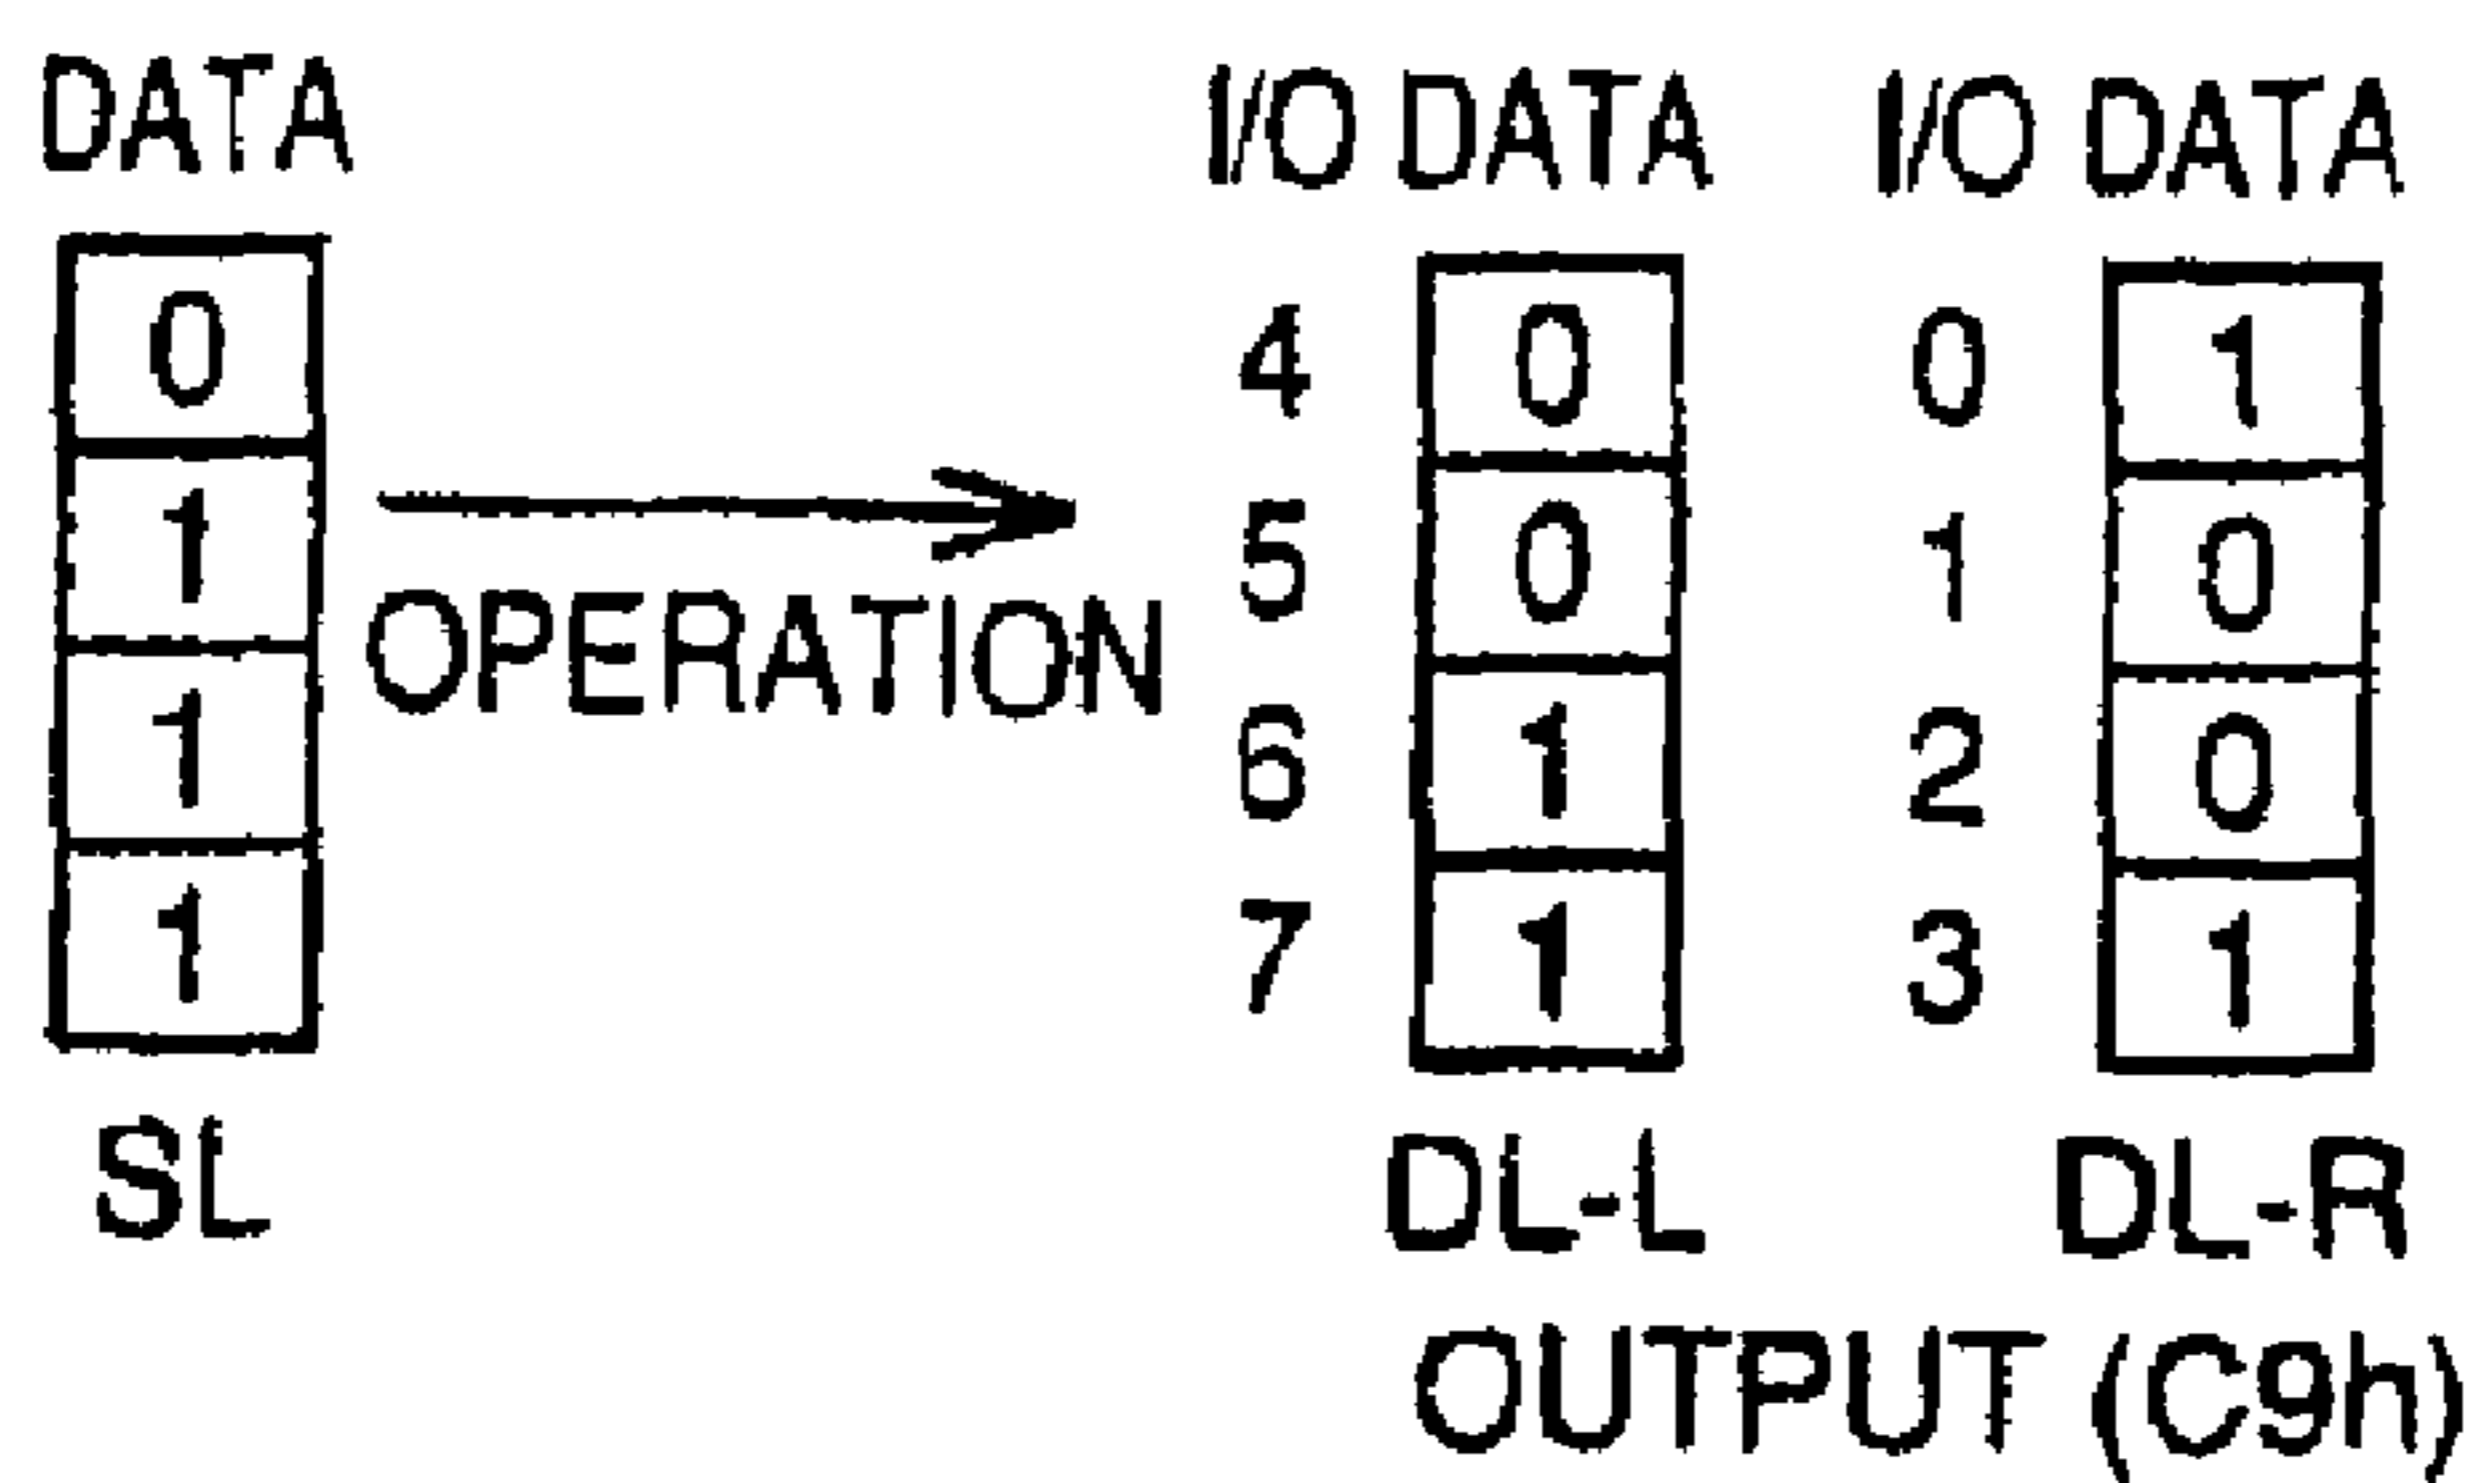 DATA I/O DATA I/O DATA
0 4 0 0 1
1 5 0 1 0
OPERATION
1 6 1 2 0
1 7 1 3 1
SL DL-L DL-R
OUTPUT (C9h)